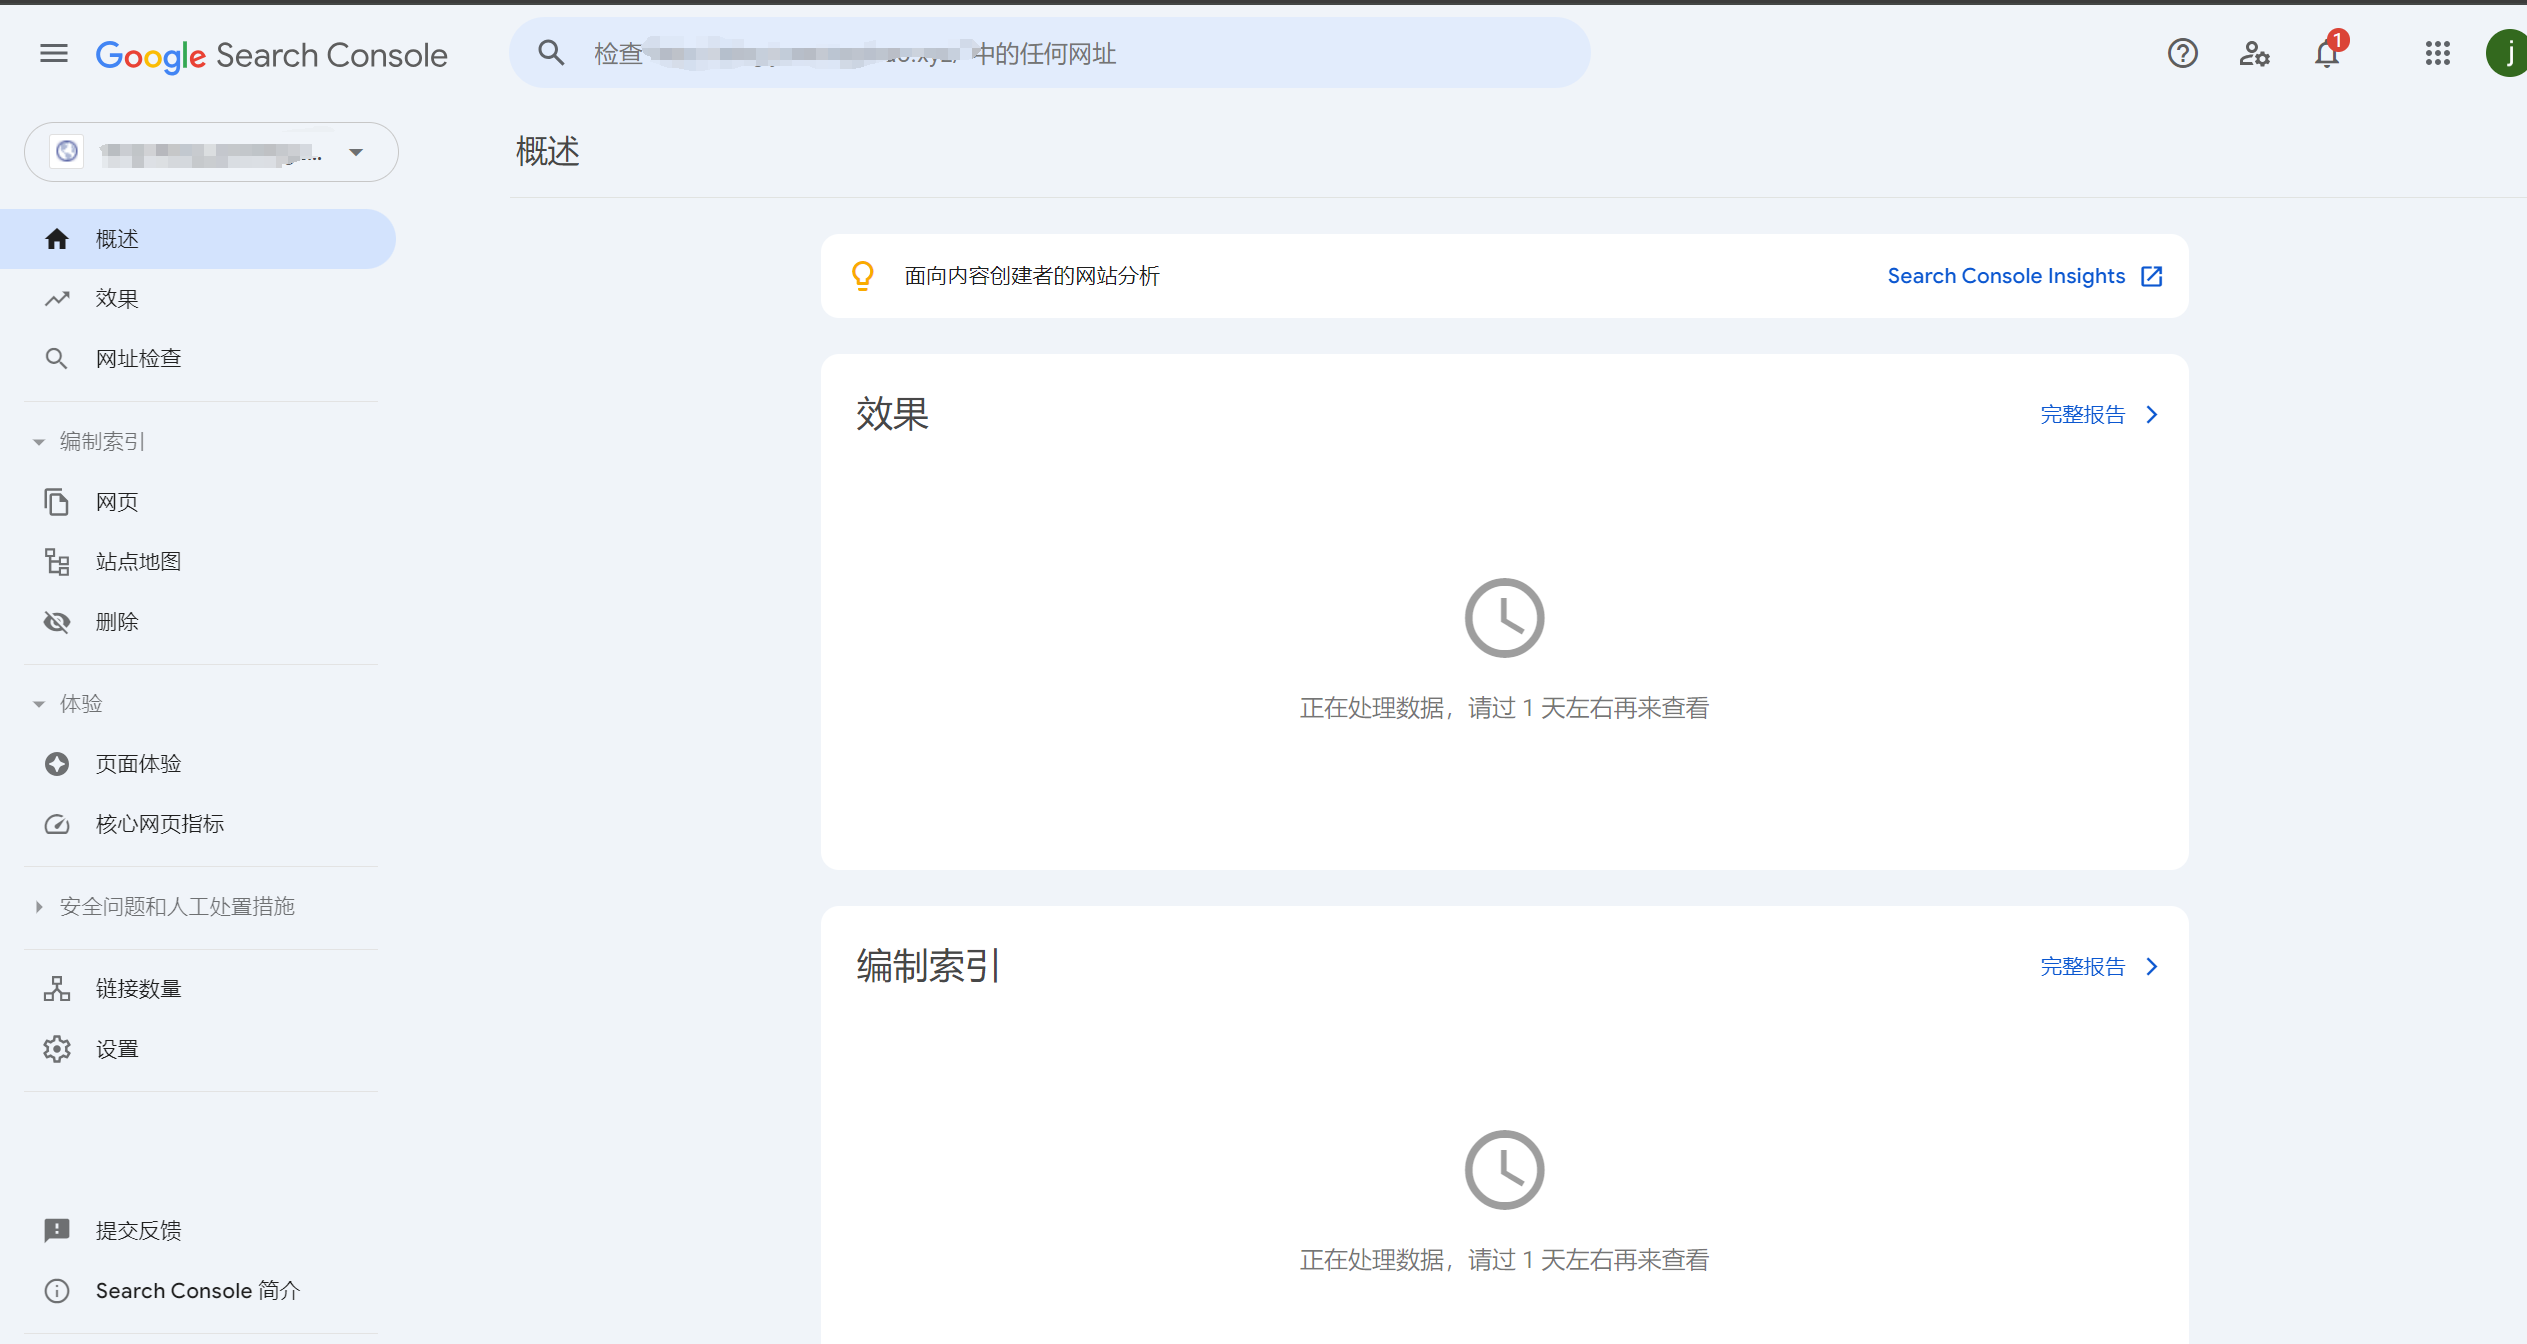 Google Search Console
检查 中的任何网址
1
j
概述
概述
效果
网址检查
编制索引
网页
站点地图
删除
体验
页面体验
核心网页指标
安全问题和人工处置措施
链接数量
设置
提交反馈
Search Console 简介
面向内容创建者的网站分析
Search Console Insights
效果
完整报告
正在处理数据，请过 1 天左右再来查看
编制索引
完整报告
正在处理数据，请过 1 天左右再来查看